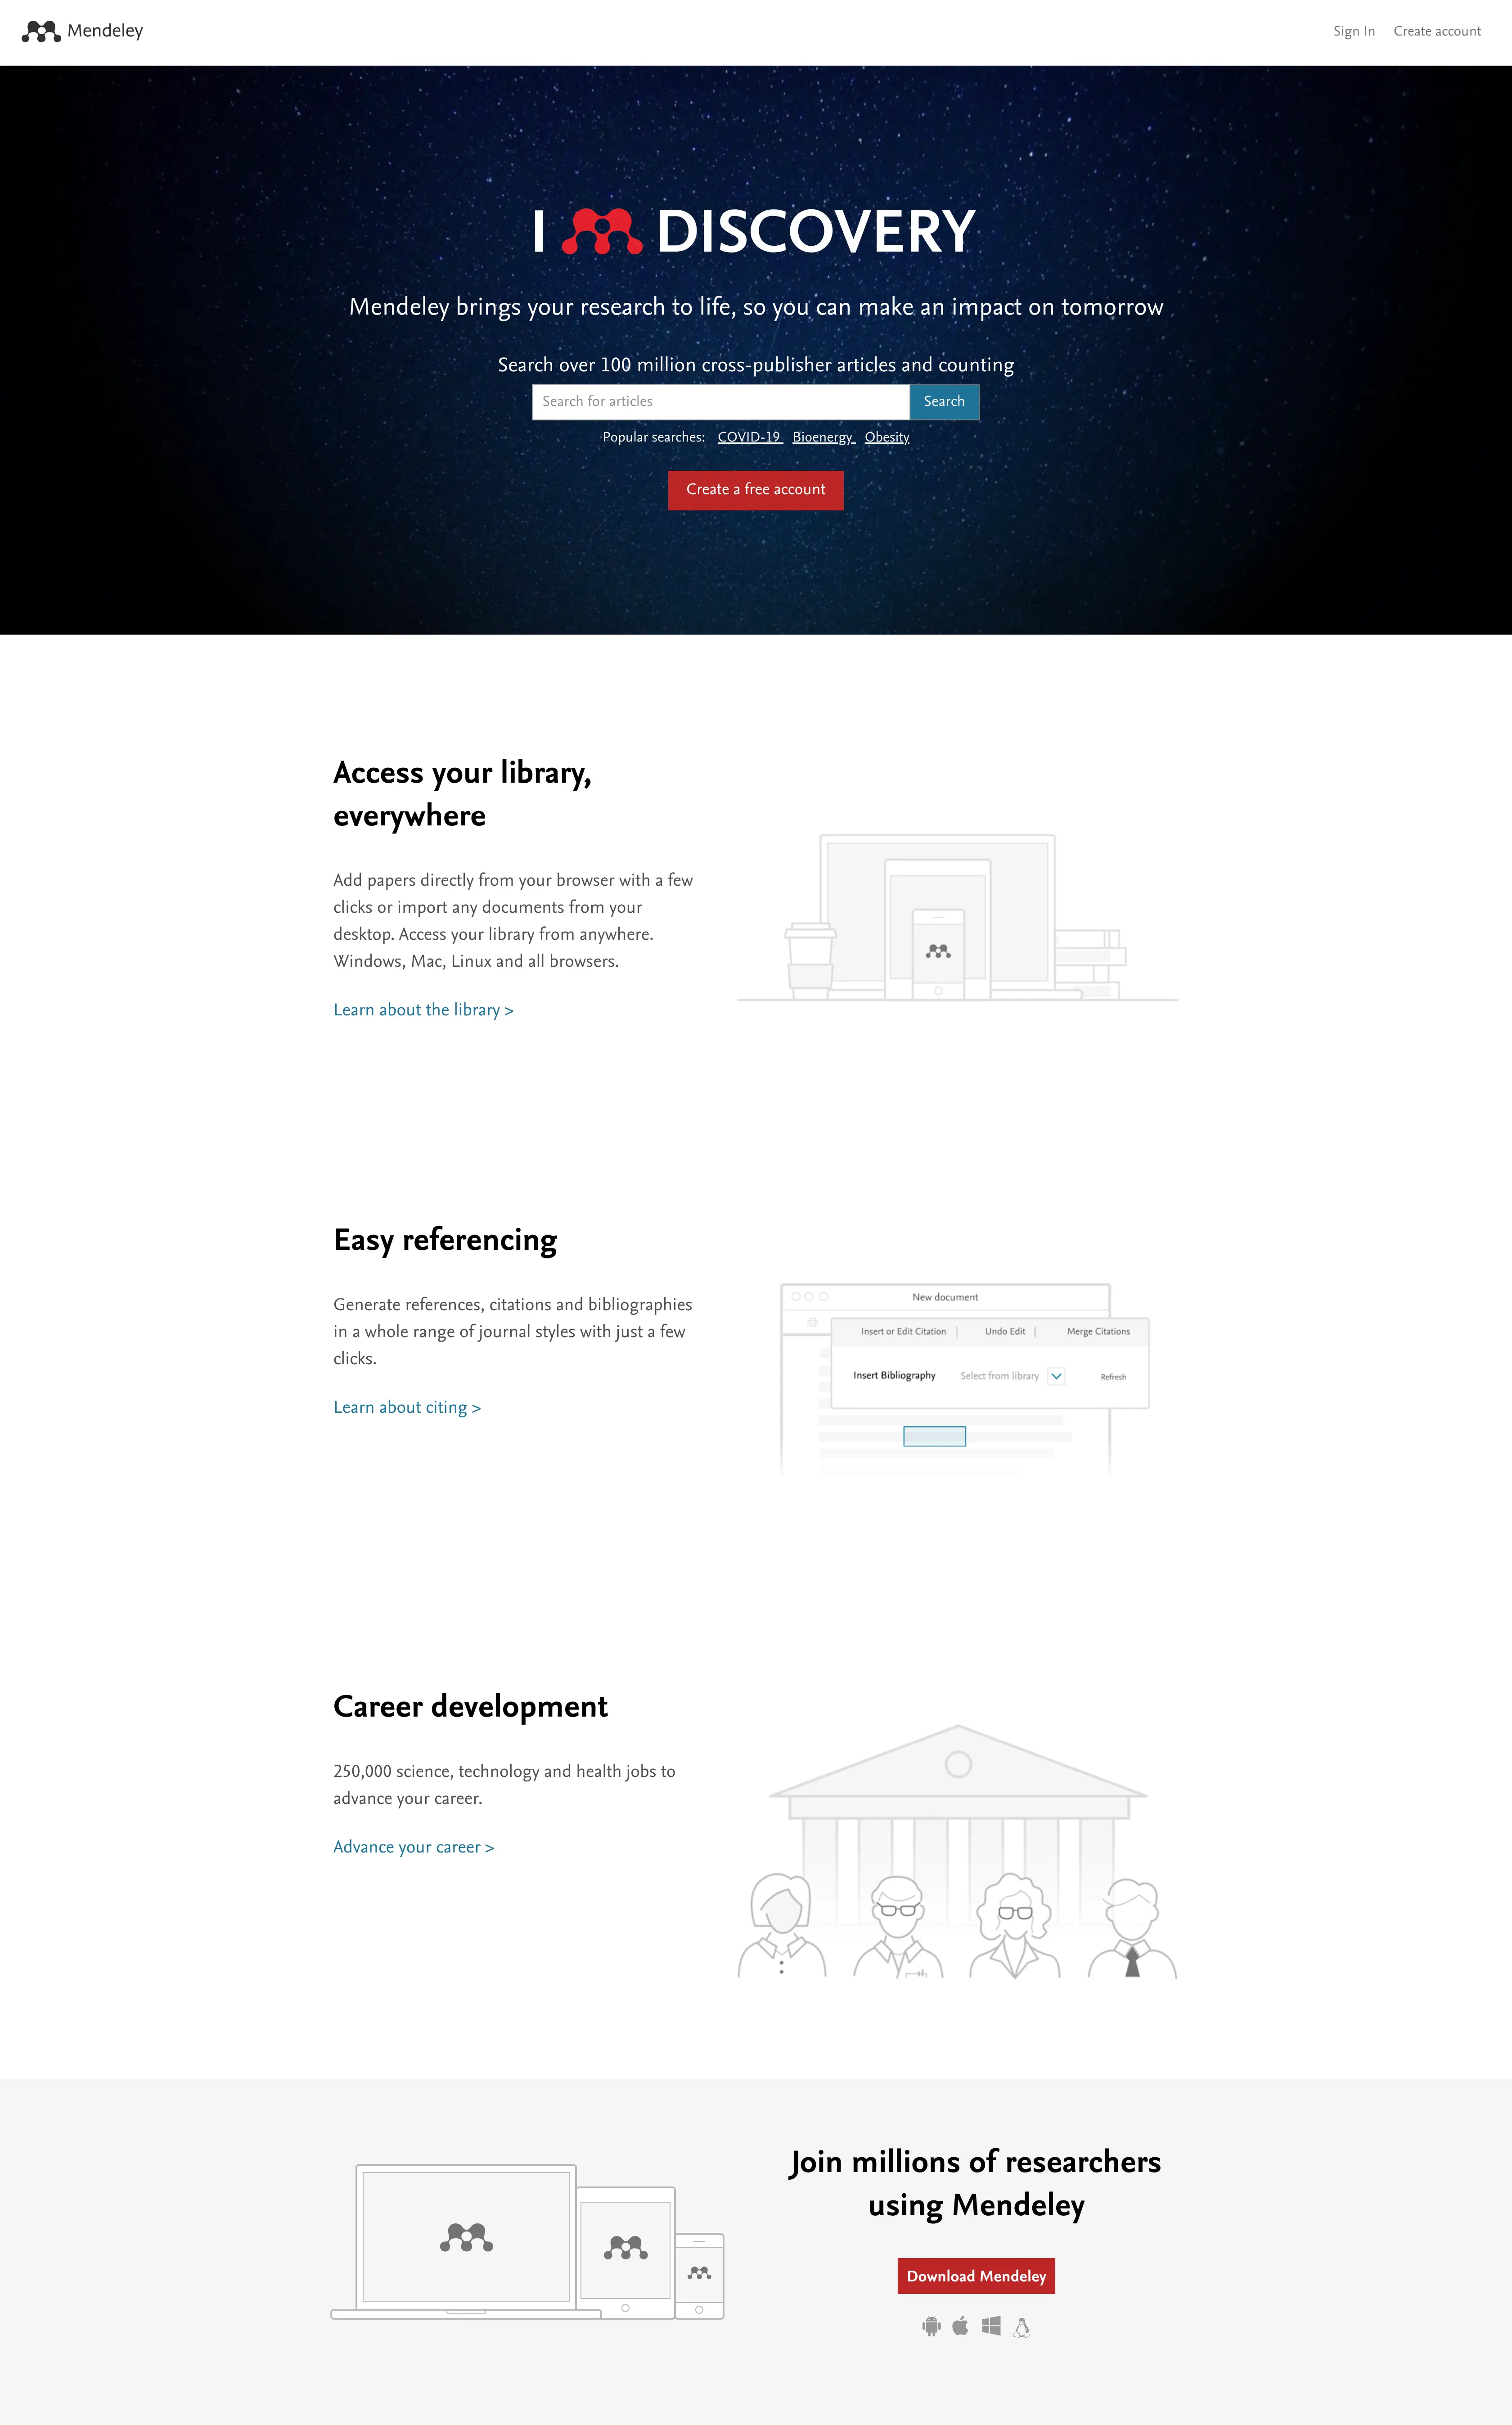 Mendeley
Sign In Create account
I DISCOVERY
Mendeley brings your research to life, so you can make an impact on tomorrow
Search over 100 million cross-publisher articles and counting
Search for articles Search
Popular searches: COVID-19 Bioenergy Obesity
Create a free account
Access your library,
everywhere
Add papers directly from your browser with a few
clicks or import any documents from your
desktop. Access your library from anywhere.
Windows, Mac, Linux and all browsers.
Learn about the library >
Easy referencing
Generate references, citations and bibliographies
in a whole range of journal styles with just a few
clicks.
Learn about citing >
New document
Insert or Edit Citation | Undo Edit | Merge Citations
Insert Bibliography Select from library Refresh
Career development
250,000 science, technology and health jobs to
advance your career.
Advance your career >
Join millions of researchers
using Mendeley
Download Mendeley